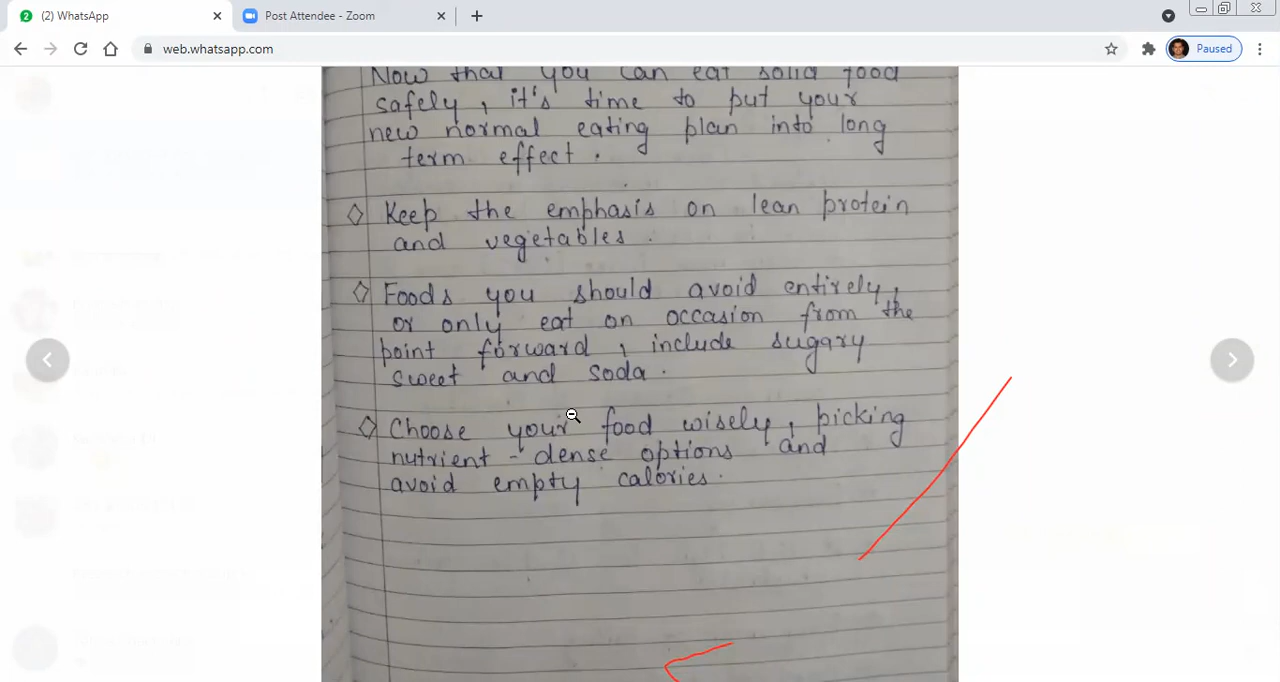 (2) WhatsApp
Post Attendee - Zoom
web.whatsapp.com
Paused
Now that you can eat solid food
safely, it's time to put your
new normal eating plan into long
term effect.
Keep the emphasis on lean protein
and vegetables.
Foods you should avoid entirely,
or only eat on occasion from the
point forward, include sugary
sweet and soda.
Choose your food wisely, picking
nutrient - dense options and
avoid empty calories.